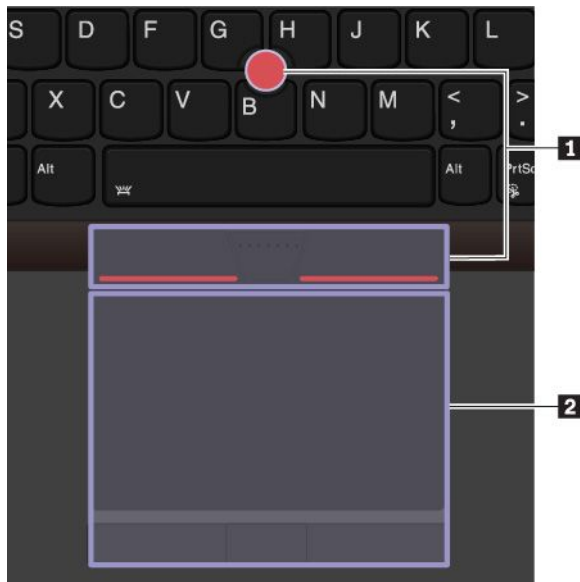 S D F G H J K L
X C V B N M < , > .
1
Alt Alt PrtSc
2